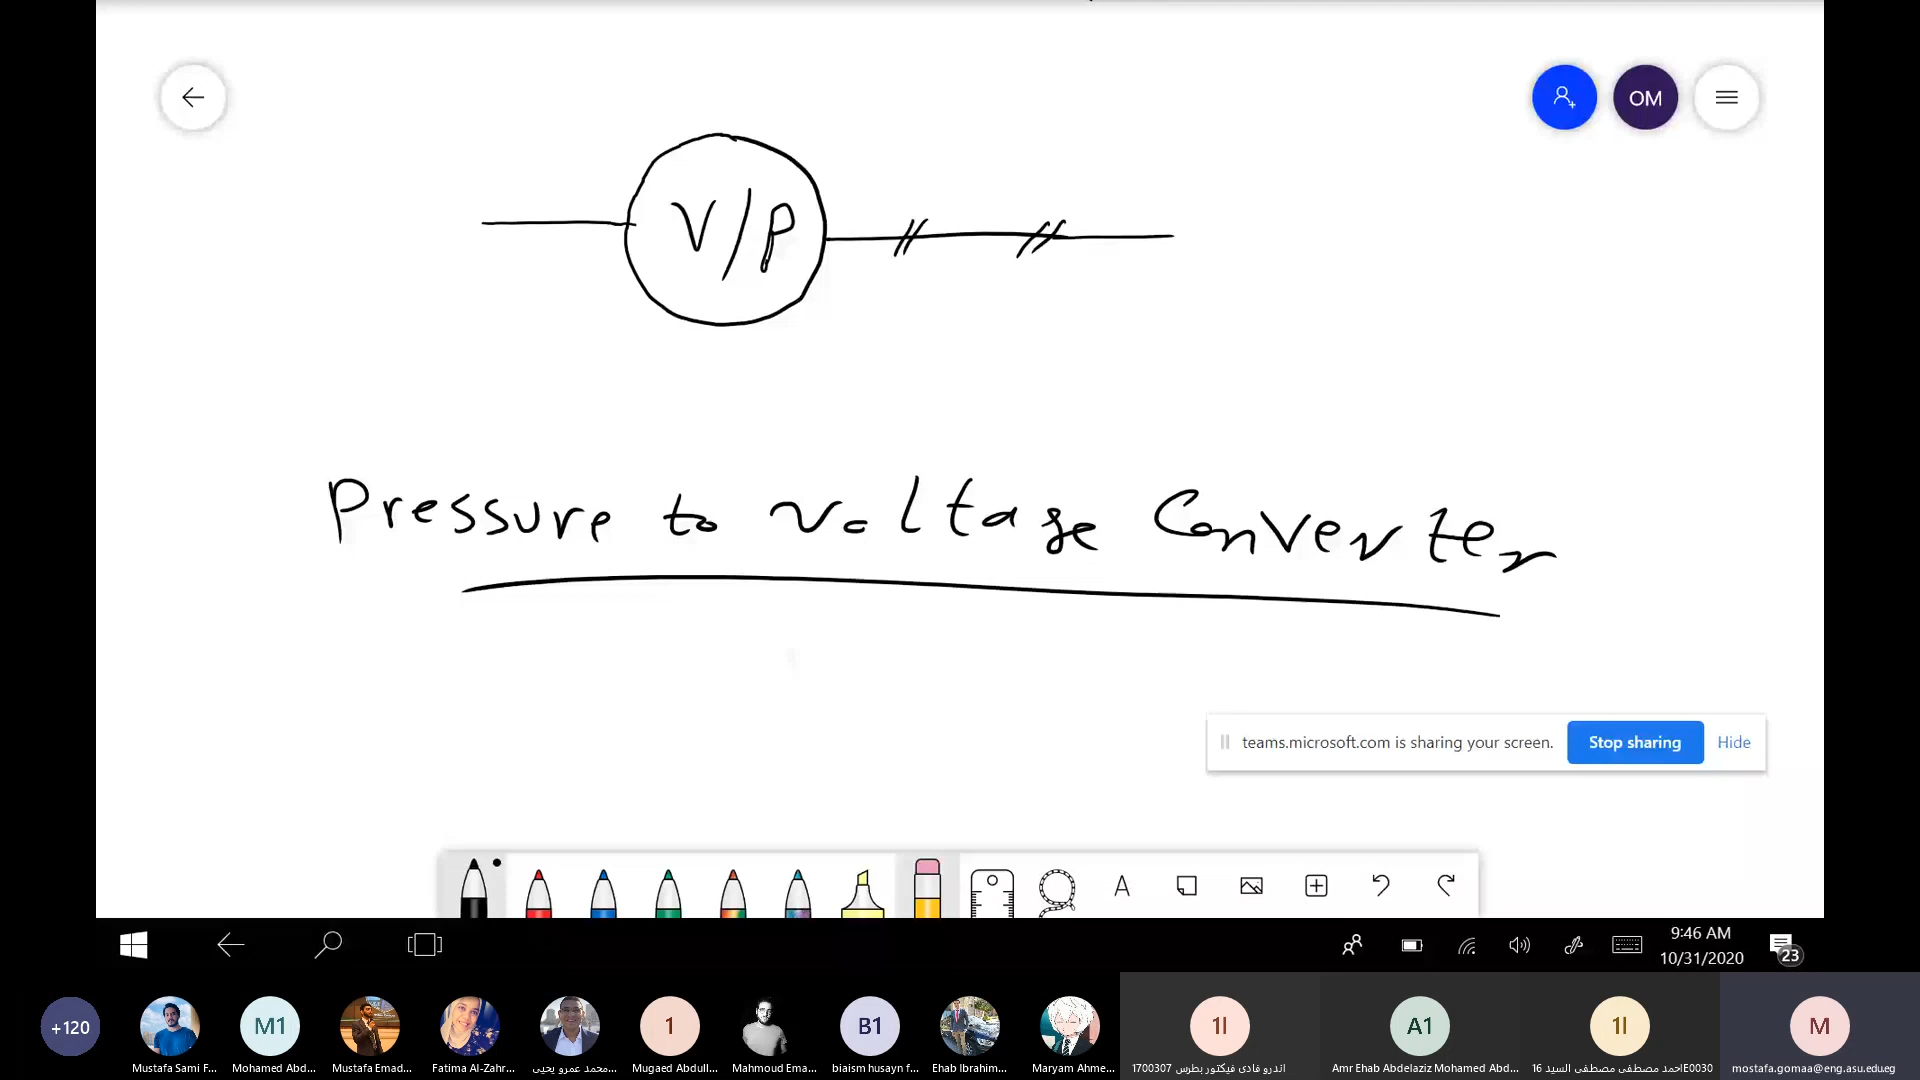 OM
V/P
Pressure to voltage Converter
teams.microsoft.com is sharing your screen. Stop sharing Hide
A
9:46 AM
10/31/2020
23
+120
M1
1
B1
1I
A1
1I
M
Mustafa Sami F...
Mohamed Abd...
Mustafa Emad...
Fatima Al-Zahr...
محمد عمرو يحيى...
Mugaed Abdull...
Mahmoud Ema...
biaism husayn f...
Ehab Ibrahim...
Maryam Ahme...
1700307 اندرو فادى فيكتور بطرس
Amr Ehab Abdelaziz Mohamed Abd...
16 احمد مصطفى مصطفى السيدE0030
mostafa.gomaa@eng.asu.edu.eg